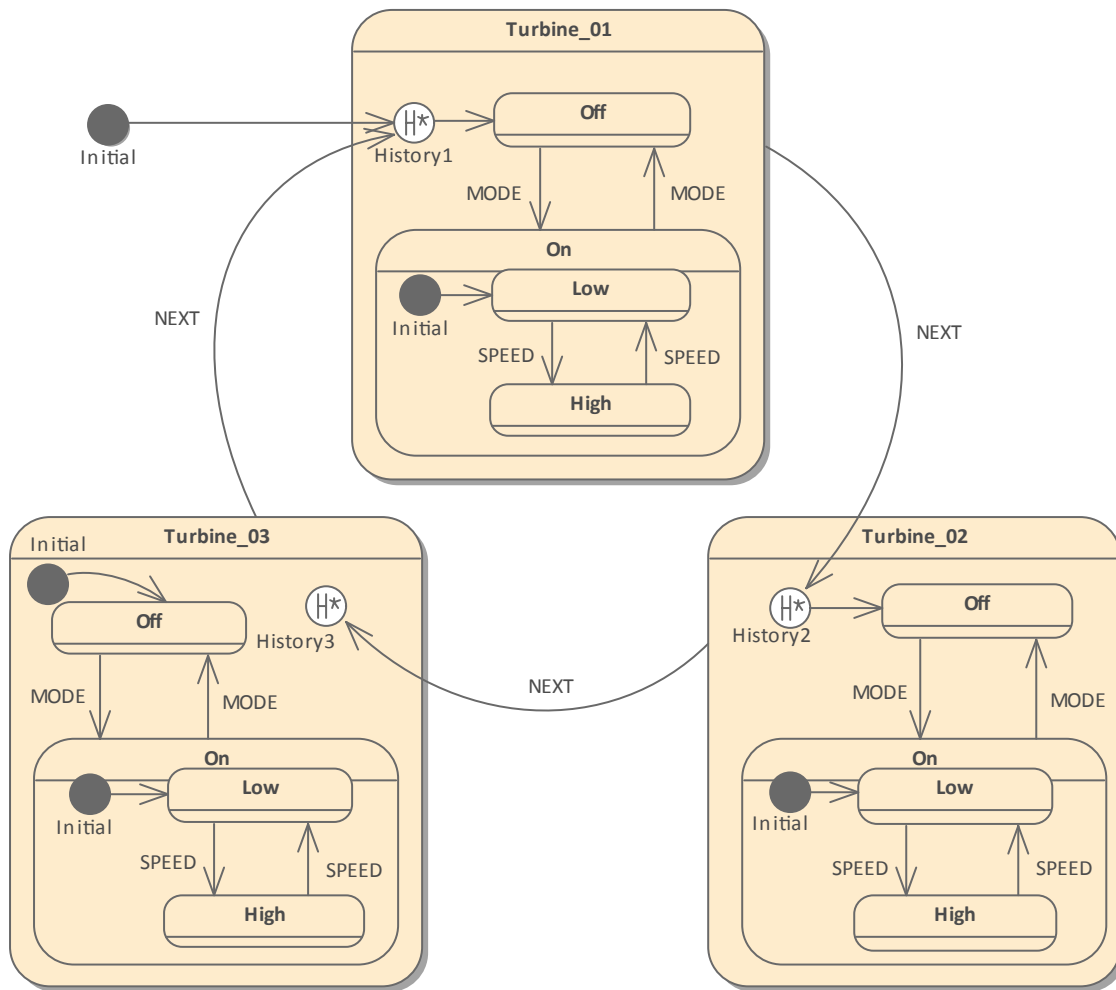 Turbine_01
H*
Off
Initial
History1
MODE
MODE
On
Low
Initial
NEXT
NEXT
SPEED
SPEED
High
Turbine_03
Initial
H*
Off
History3
MODE
MODE
On
Low
Initial
SPEED
SPEED
High
NEXT
Turbine_02
H*
Off
History2
MODE
MODE
On
Low
Initial
SPEED
SPEED
High